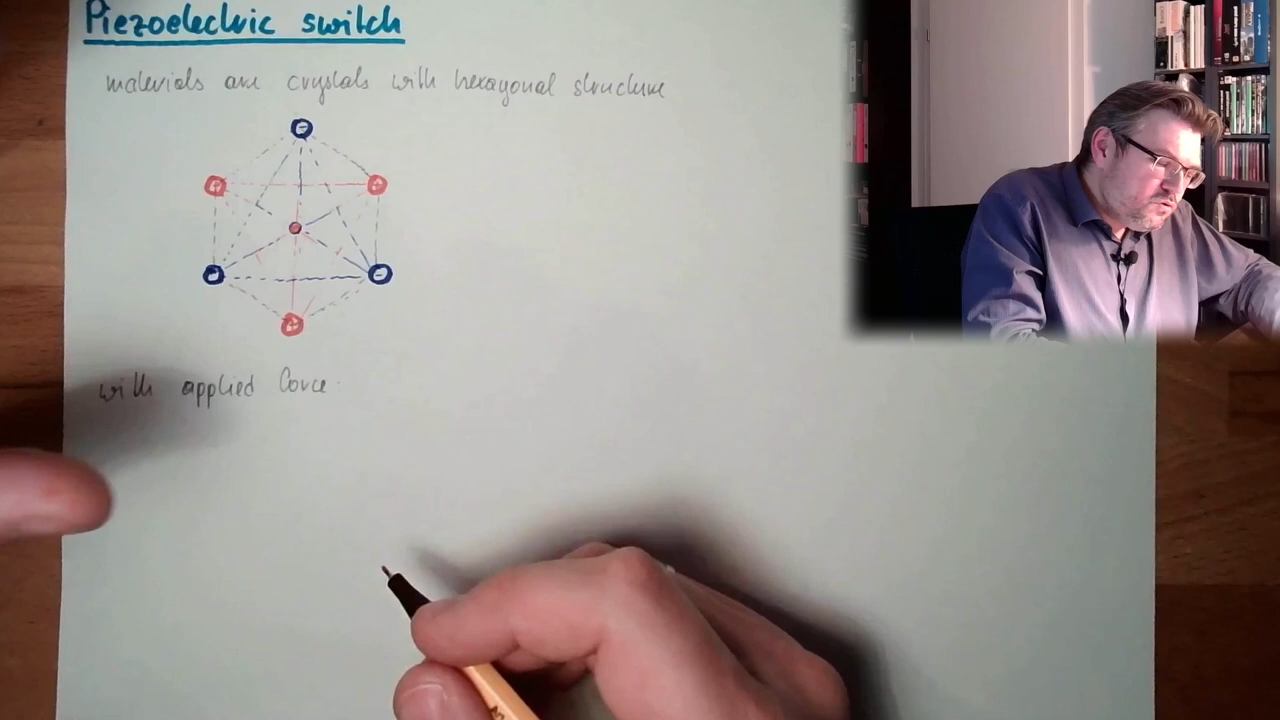 Piezoelectric switch
materials are crystals with hexagonal structure
-
+ +
- -
+
with applied force